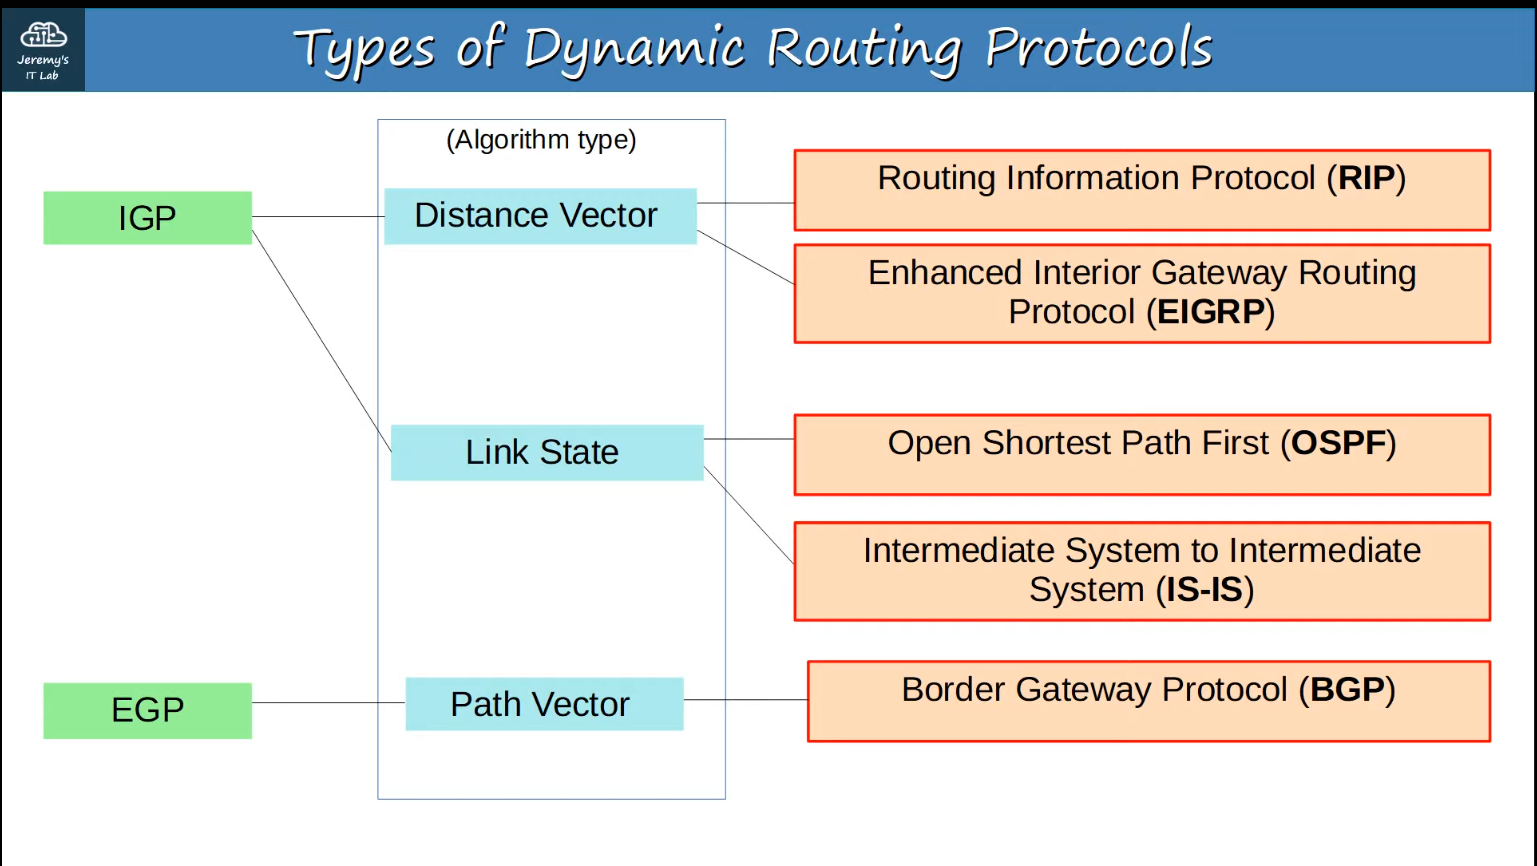 Jeremy's
IT Lab
Types of Dynamic Routing Protocols
(Algorithm type)
IGP
Distance Vector
Routing Information Protocol (RIP)
Enhanced Interior Gateway Routing
Protocol (EIGRP)
Link State
Open Shortest Path First (OSPF)
Intermediate System to Intermediate
System (IS-IS)
EGP
Path Vector
Border Gateway Protocol (BGP)